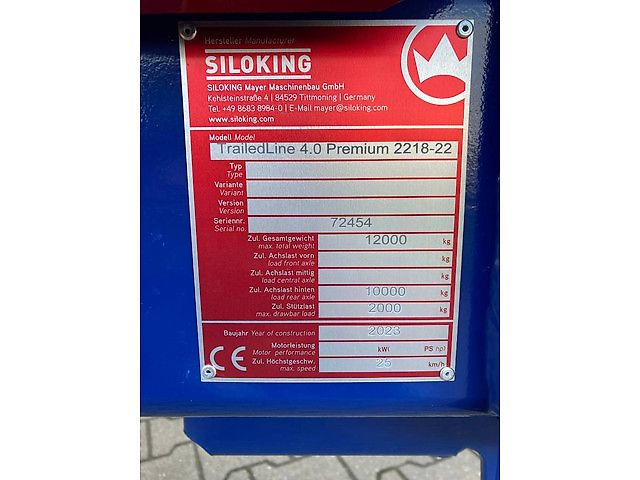 Hersteller Manufacturer
SILOKING
SILOKING Mayer Maschinenbau GmbH
Kehlsteinstraße 4 | 84529 Tittmoning | Germany
Tel. +49 8683 8984-0 | E-Mail mayer@siloking.com
www.siloking.com
Modell Model
TrailedLine 4.0 Premium 2218-22
Typ
Type
Variante
Variant
Version
Version
Seriennr.
Serial no.
72454
Zul. Gesamtgewicht
max. total weight
12000 kg
Zul. Achslast vorn
load front axle
kg
Zul. Achslast mittig
load central axle
kg
Zul. Achslast hinten
load rear axle
10000 kg
Zul. Stützlast
max. drawbar load
2000 kg
Baujahr Year of construction
2023
Motorleistung
Motor performance
kW( PS hp)
Zul. Höchstgeschw.
max. speed
25 km/h
CE